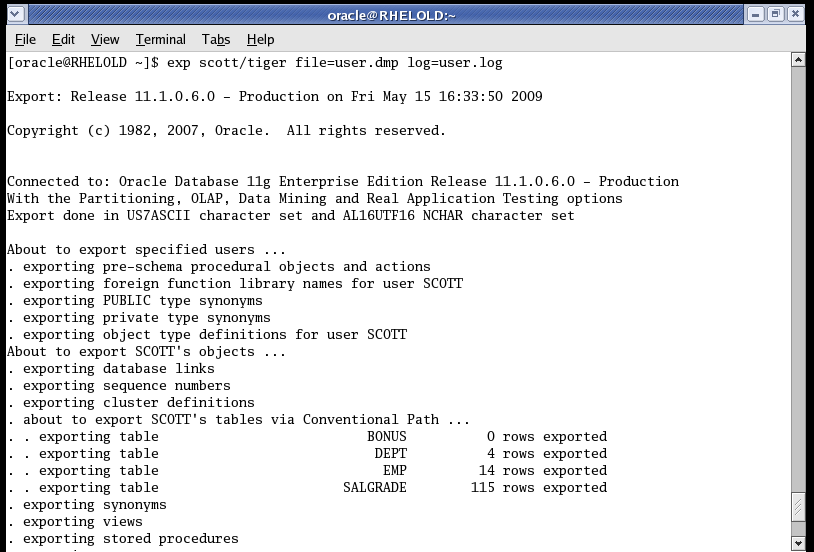 oracle@RHELOLD:~
File Edit View Terminal Tabs Help
[oracle@RHELOLD ~]$ exp scott/tiger file=user.dmp log=user.log
Export: Release 11.1.0.6.0 - Production on Fri May 15 16:33:50 2009
Copyright (c) 1982, 2007, Oracle.  All rights reserved.
Connected to: Oracle Database 11g Enterprise Edition Release 11.1.0.6.0 - Production
With the Partitioning, OLAP, Data Mining and Real Application Testing options
Export done in US7ASCII character set and AL16UTF16 NCHAR character set
About to export specified users ...
. exporting pre-schema procedural objects and actions
. exporting foreign function library names for user SCOTT
. exporting PUBLIC type synonyms
. exporting private type synonyms
. exporting object type definitions for user SCOTT
About to export SCOTT's objects ...
. exporting database links
. exporting sequence numbers
. exporting cluster definitions
. about to export SCOTT's tables via Conventional Path ...
. . exporting table                          BONUS          0 rows exported
. . exporting table                           DEPT          4 rows exported
. . exporting table                            EMP         14 rows exported
. . exporting table                       SALGRADE        115 rows exported
. exporting synonyms
. exporting views
. exporting stored procedures